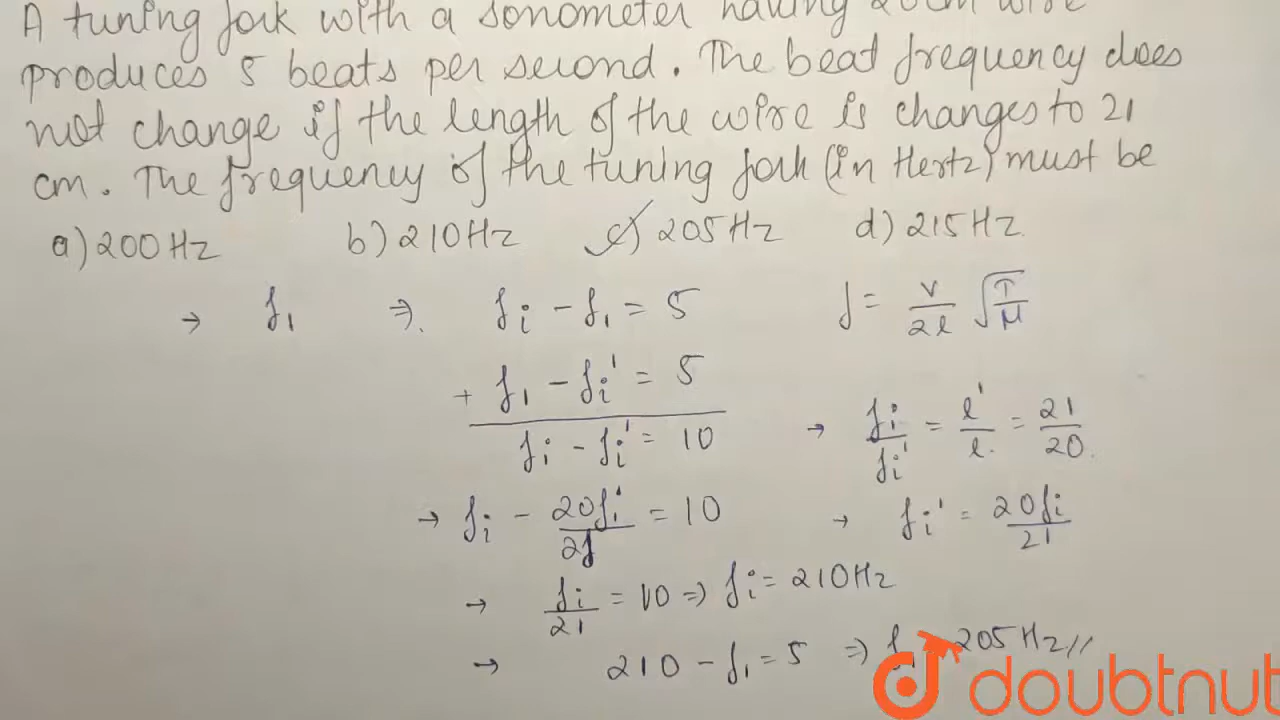 A tuning fork with a sonometer having 20cm wire
produces 5 beats per second. The beat frequency does
not change if the length of the wire is changes to 21
cm. The frequency of the tuning fork (in Hertz) must be
a) 200 Hz b) 210 Hz c) 205 Hz d) 215 Hz
→ f₁ ⇒. fᵢ - f₁ = 5 f = v/2l √T/μ
+ f₁ - fᵢ' = 5
fᵢ - fᵢ' = 10 → fᵢ/fᵢ' = l'/l. = 21/20.
→ fᵢ - 20fᵢ'/21 = 10 → fᵢ' = 20fᵢ/21
→ fᵢ/21 = 10 ⇒ fᵢ = 210Hz
→ 210 - f₁ = 5 ⇒ f₁ 205 Hz //
doubtnut